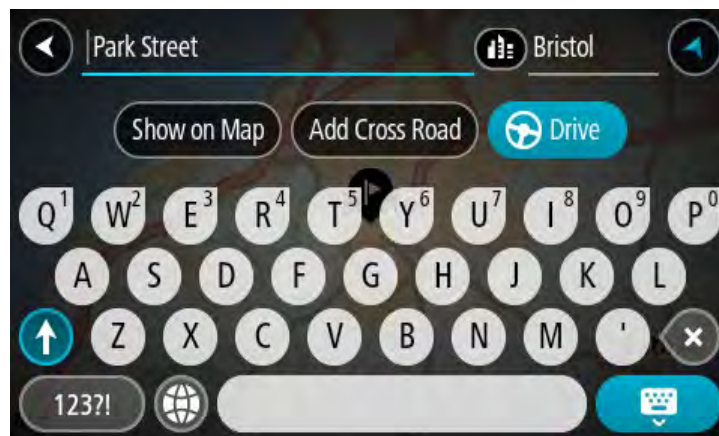 Park Street Bristol
Show on Map Add Cross Road Drive
Q1 W2 E3 R4 T5 Y6 U7 I8 O9 P0
A S D F G H J K L
Z X C V B N M '
123?!